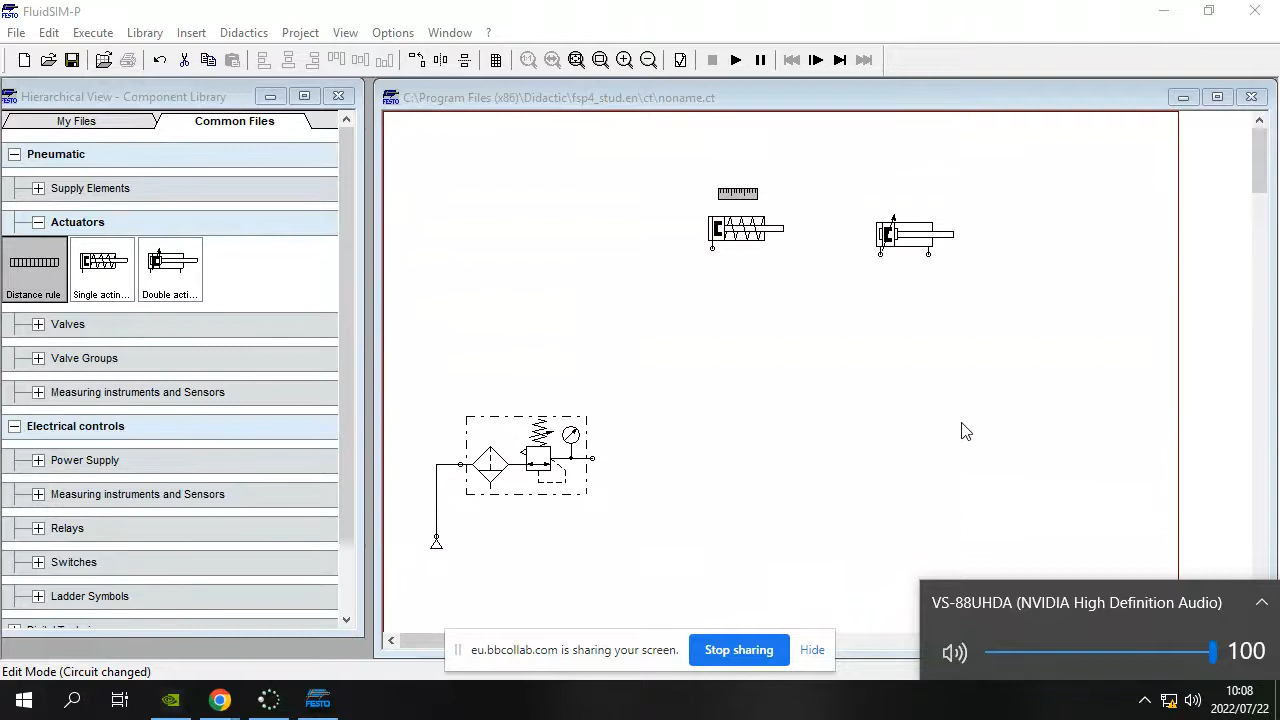 FluidSIM-P
FESTO
File Edit Execute Library Insert Didactics Project View Options Window ?
Hierarchical View - Component Library
FESTO
My Files
Common Files
Pneumatic
Supply Elements
Actuators
Distance rule
Single actin...
Double acti...
Valves
Valve Groups
Measuring instruments and Sensors
Electrical controls
Power Supply
Measuring instruments and Sensors
Relays
Switches
Ladder Symbols
FESTO
C:\Program Files (x86)\Didactic\fsp4_stud.en\ct\noname.ct
eu.bbcollab.com is sharing your screen.
Stop sharing
Hide
VS-88UHDA (NVIDIA High Definition Audio)
100
Edit Mode (Circuit changed)
FESTO
10:08
2022/07/22